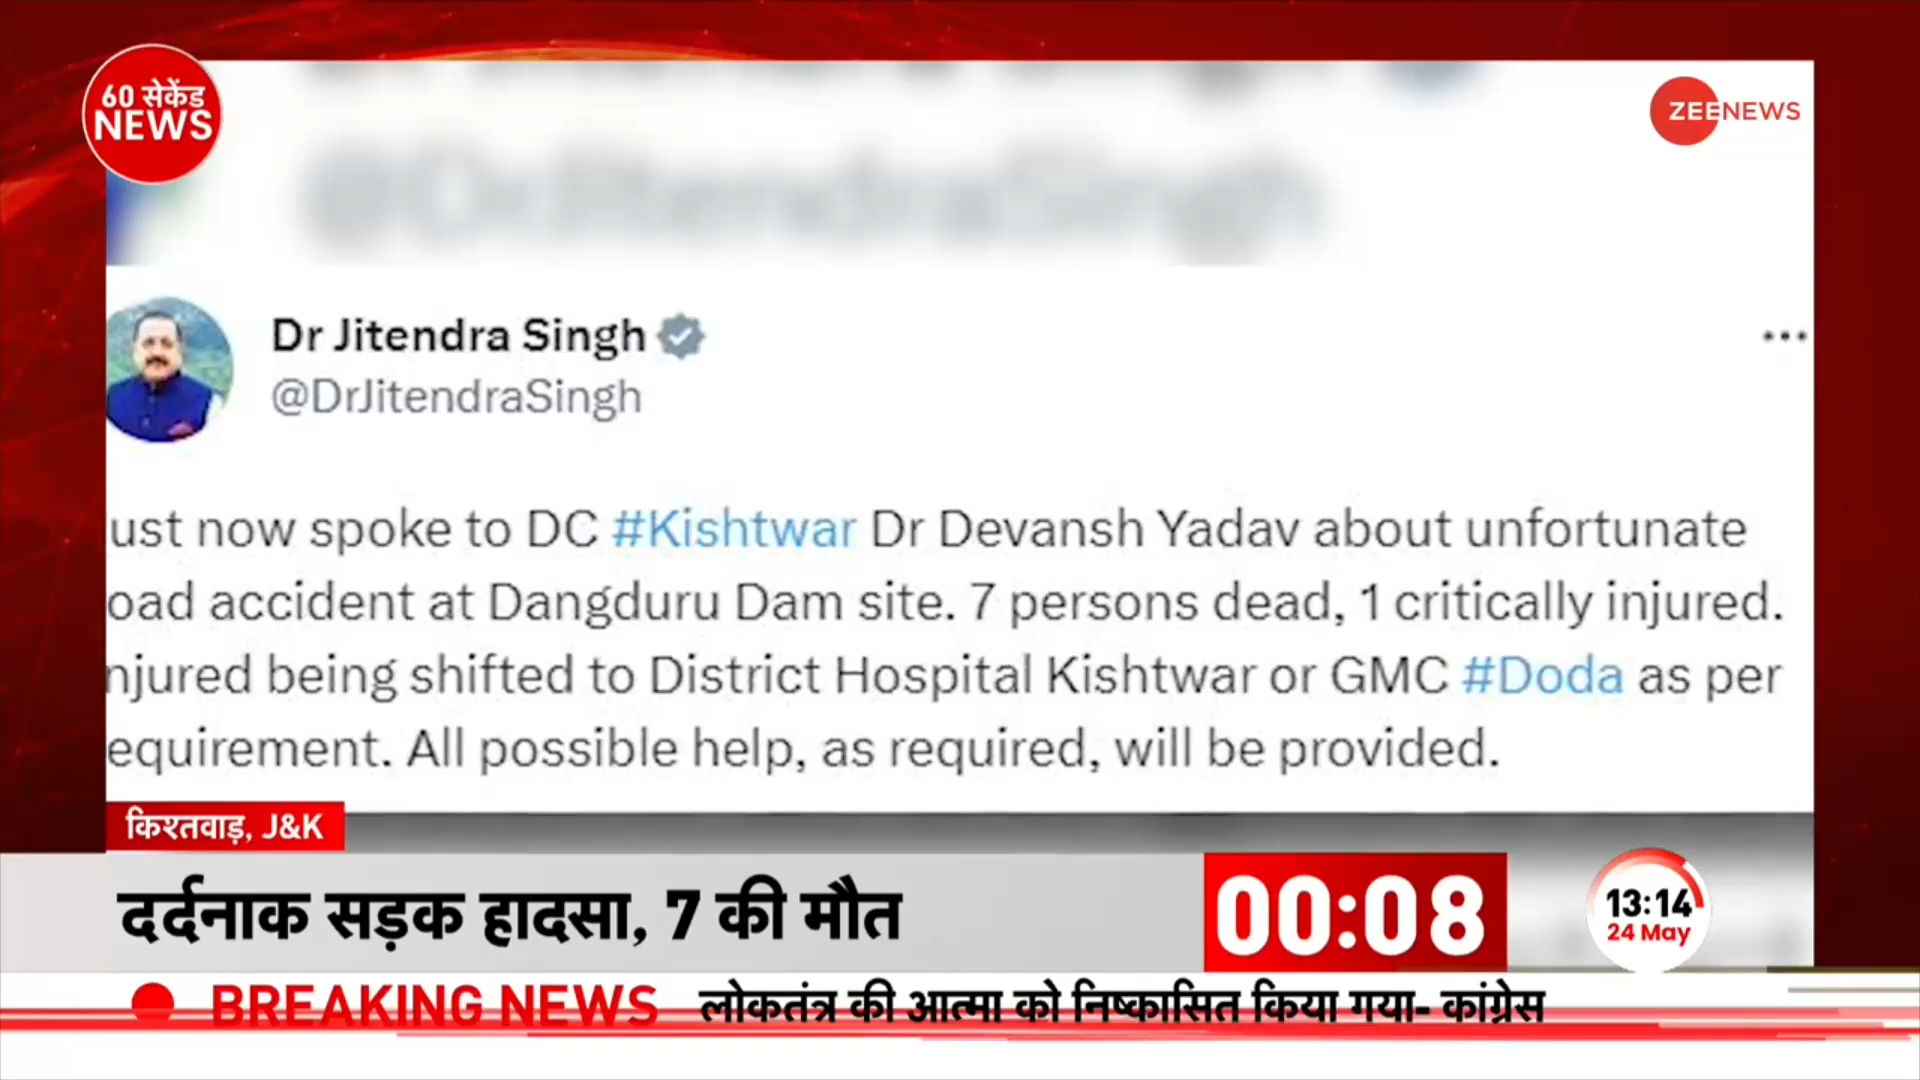 60 सेकेंड
NEWS
ZEENEWS
@DrJitendraSingh
Dr Jitendra Singh
@DrJitendraSingh
ust now spoke to DC #Kishtwar Dr Devansh Yadav about unfortunate
oad accident at Dangduru Dam site. 7 persons dead, 1 critically injured.
njured being shifted to District Hospital Kishtwar or GMC #Doda as per
equirement. All possible help, as required, will be provided.
किश्तवाड़, J&K
दर्दनाक सड़क हादसा, 7 की मौत
00:08
13:14
24 May
BREAKING NEWS लोकतंत्र की आत्मा को निष्कासित किया गया- कांग्रेस